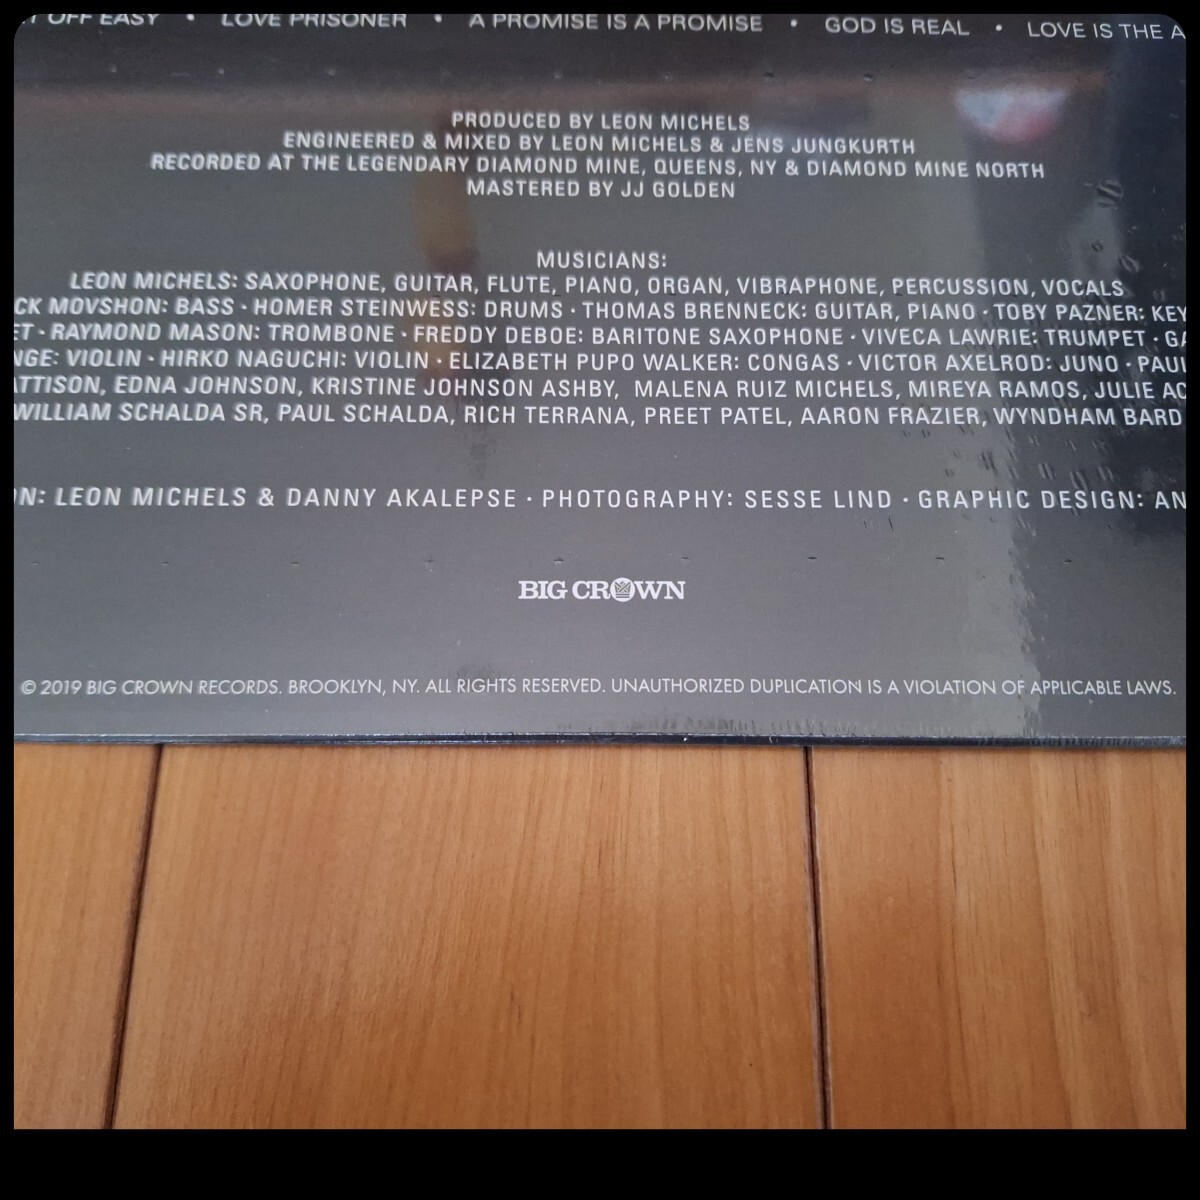 OFF EASY • LOVE PRISONER • A PROMISE IS A PROMISE • GOD IS REAL • LOVE IS THE
PRODUCED BY LEON MICHELS
ENGINEERED & MIXED BY LEON MICHELS & JENS JUNGKURTH
RECORDED AT THE LEGENDARY DIAMOND MINE, QUEENS, NY & DIAMOND MINE NORTH
MASTERED BY JJ GOLDEN
MUSICIANS:
LEON MICHELS: SAXOPHONE, GUITAR, FLUTE, PIANO, ORGAN, VIBRAPHONE, PERCUSSION, VOCALS
CK MOVSHON: BASS · HOMER STEINWESS: DRUMS · THOMAS BRENNECK: GUITAR, PIANO · TOBY PAZNER: KEY
ET · RAYMOND MASON: TROMBONE · FREDDY DEBOE: BARITONE SAXOPHONE · VIVECA LAWRIE: TRUMPET · GA
NGE: VIOLIN · HIRKO NAGUCHI: VIOLIN · ELIZABETH PUPO WALKER: CONGAS · VICTOR AXELROD: JUNO · PAUL
ATTISON, EDNA JOHNSON, KRISTINE JOHNSON ASHBY, MALENA RUIZ MICHELS, MIREYA RAMOS, JULIE AC
WILLIAM SCHALDA SR, PAUL SCHALDA, RICH TERRANA, PREET PATEL, AARON FRAZIER, WYNDHAM BARD
ON: LEON MICHELS & DANNY AKALEPSE · PHOTOGRAPHY: SESSE LIND · GRAPHIC DESIGN: AN
BIG CROWN
© 2019 BIG CROWN RECORDS. BROOKLYN, NY. ALL RIGHTS RESERVED. UNAUTHORIZED DUPLICATION IS A VIOLATION OF APPLICABLE LAWS.